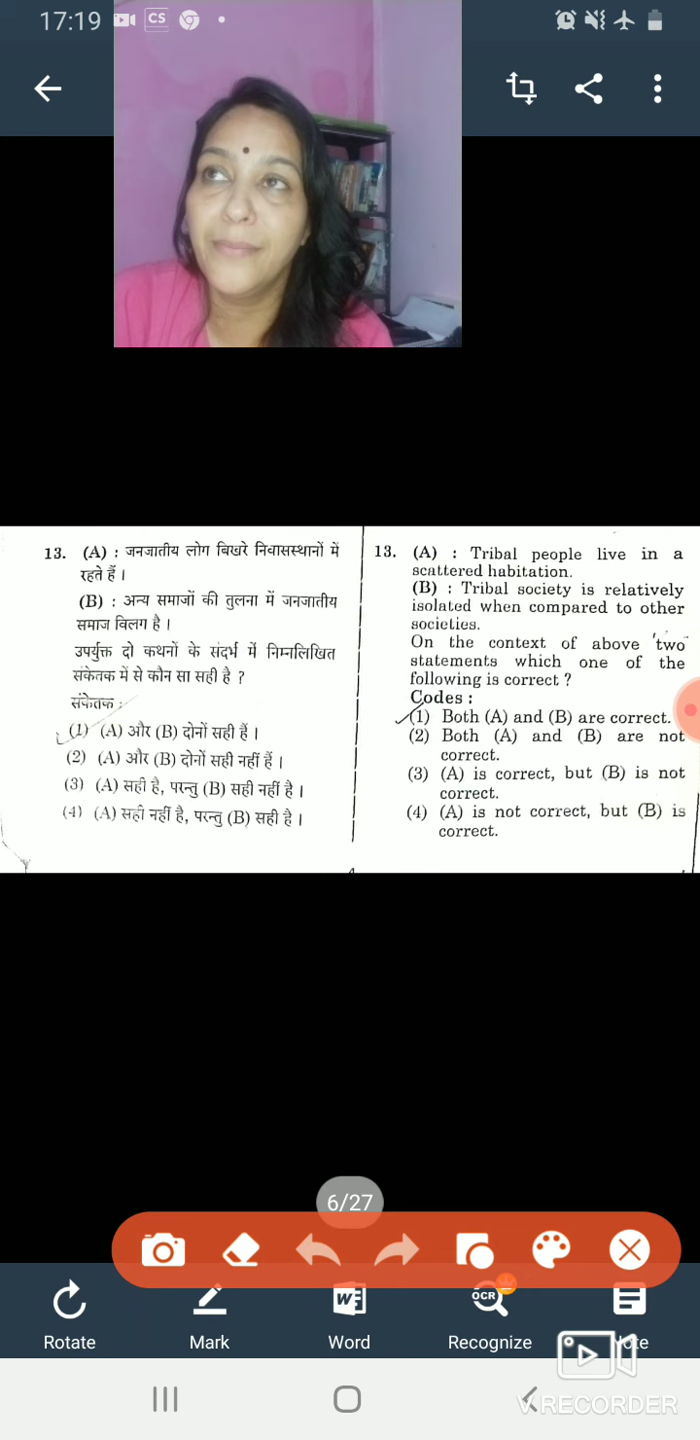 17:19
CS
13. (A) : जनजातीय लोग बिखरे निवासस्थानों में
रहते हैं ।
(B) : अन्य समाजों की तुलना में जनजातीय
समाज विलग है ।
उपर्युक्त दो कथनों के संदर्भ में निम्नलिखित
संकेतक में से कौन सा सही है ?
संकेतक :
(1) (A) और (B) दोनों सही हैं ।
(2) (A) और (B) दोनों सही नहीं हैं ।
(3) (A) सही है, परन्तु (B) सही नहीं है ।
(4) (A) सही नहीं है, परन्तु (B) सही है ।
13. (A) : Tribal people live in a
scattered habitation.
(B) : Tribal society is relatively
isolated when compared to other
societies.
On the context of above two
statements which one of the
following is correct ?
Codes :
(1) Both (A) and (B) are correct.
(2) Both (A) and (B) are not
correct.
(3) (A) is correct, but (B) is not
correct.
(4) (A) is not correct, but (B) is
correct.
6/27
W
OCR
Rotate
Mark
Word
Recognize
V RECORDER